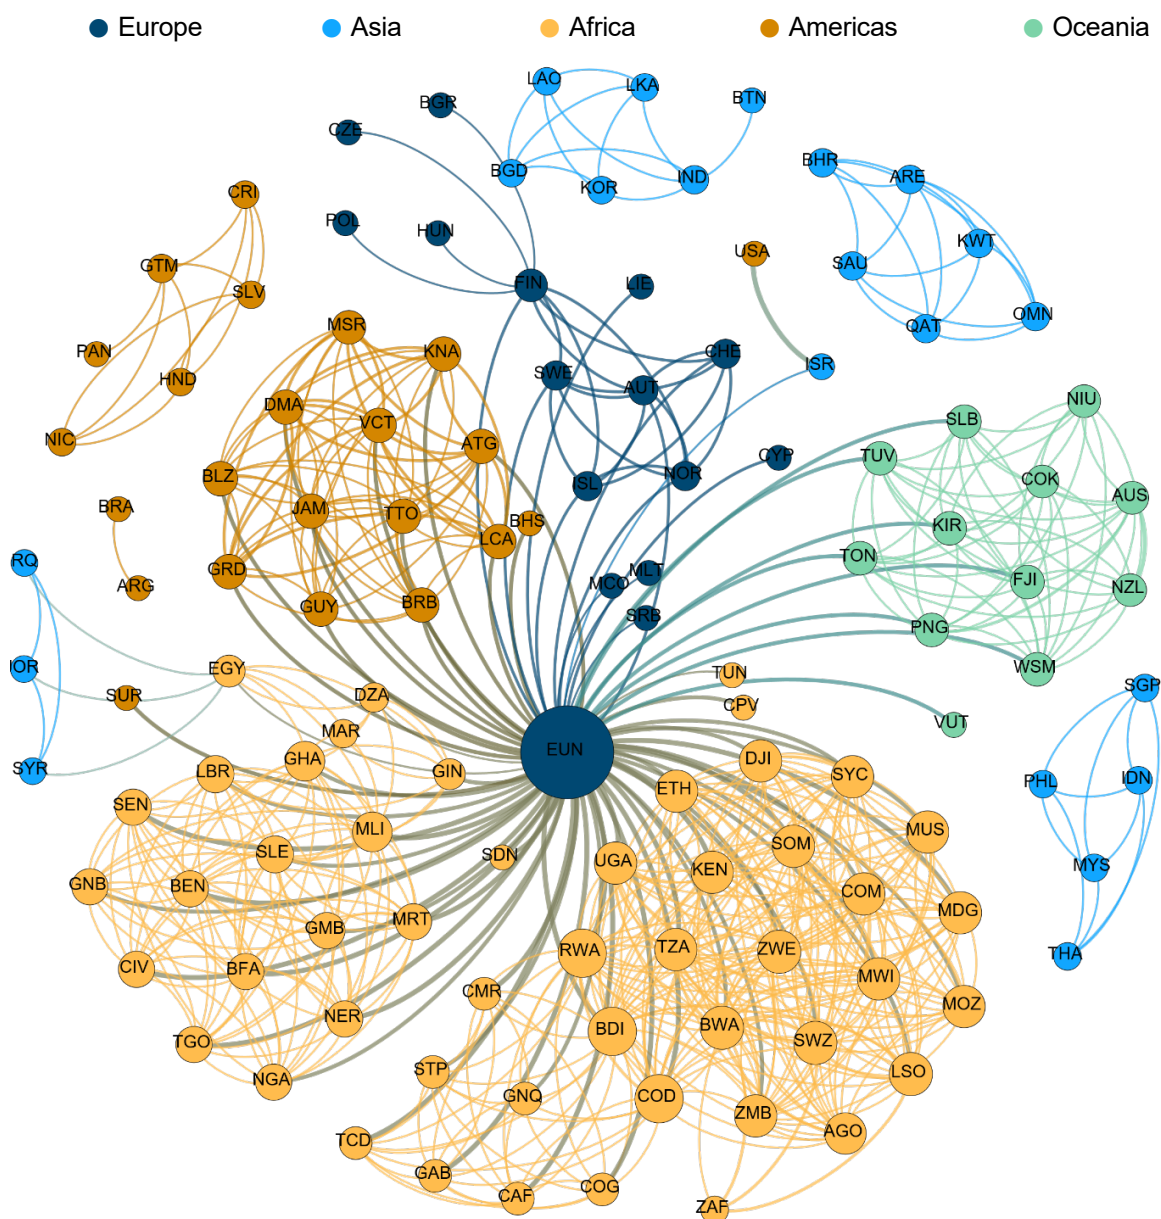 Europe Asia Africa Americas Oceania
LAO LKA BTN
BGR
CZE
BGD KOR IND
BHR ARE
CRI
POL HUN
USA KWT
GTM SAU
SLV FIN LIE
QAT OMN
MSR
PAN KNA CHE
HND SWE AUT ISR
NIU
DMA VCT SLB
NIC ATG TUV
BLZ ISL NOR CYP COK AUS
BRA JAM TTO BHS KIR
LCA
RQ GRD TON
ARG MCO MLT FJI NZL
GUY BRB SRB PNG
OR EGY TUN WSM
SUR DZA CPV SGP
MAR VUT
EUN
SYR LBR GHA GIN DJI SYC
PHL IDN
SEN ETH
MLI MUS
SLE SDN UGA KEN SOM MYS
GNB BEN COM
GMB MRT MDG
CIV BFA RWA TZA ZWE THA
CMR MWI
NER BDI BWA SWZ MOZ
TGO
NGA STP GNQ COD LSO
ZMB
TCD AGO
GAB CAF COG
ZAF